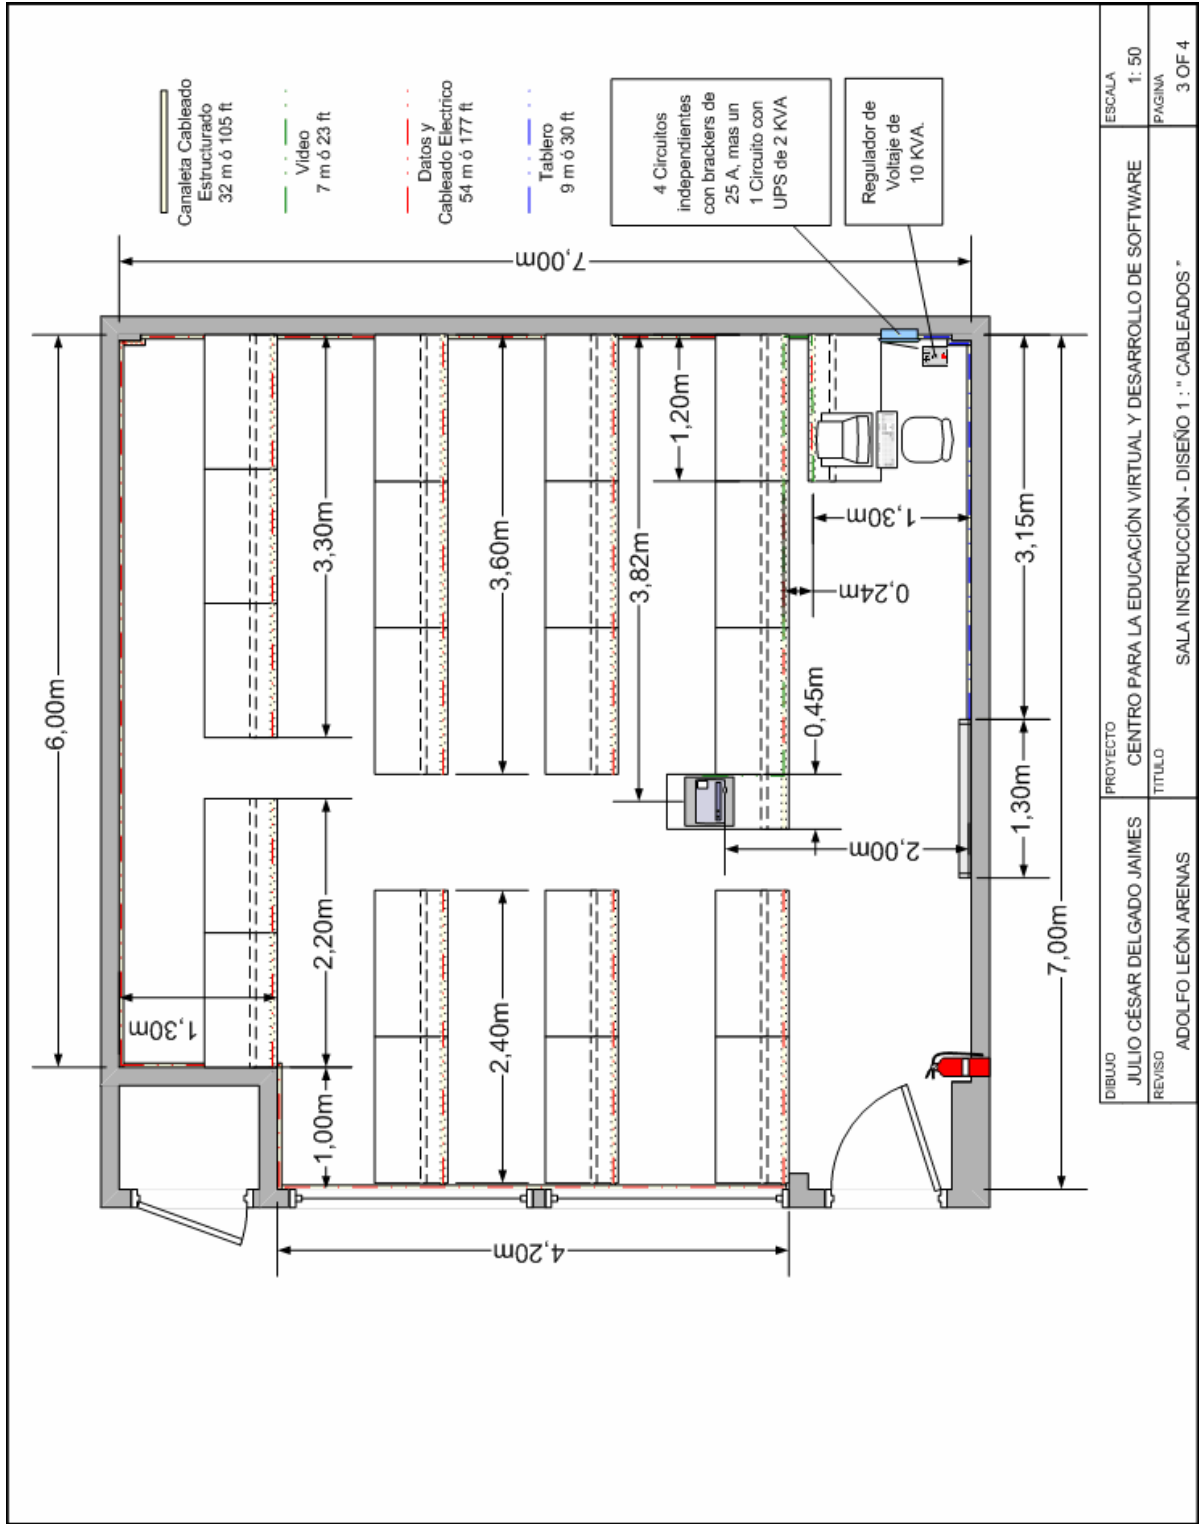 Canaleta Cableado
Estructurado
32 m ó 105 ft
Video
7 m ó 23 ft
Datos y
Cableado Electrico
54 m ó 177 ft
Tablero
9 m ó 30 ft
4 Circuitos
independientes
con brackers de
25 A, mas un
1 Circuito con
UPS de 2 KVA
Regulador de
Voltaje de
10 KVA.
7,00m
6,00m
3,30m
3,60m
3,82m
1,20m
1,30m
0,24m
3,15m
0,45m
1,30m
2,00m
2,20m
1,30m
2,40m
1,00m
7,00m
4,20m
DIBUJO
JULIO CÉSAR DELGADO JAIMES
REVISO
ADOLFO LEÓN ARENAS
PROYECTO
CENTRO PARA LA EDUCACIÓN VIRTUAL Y DESARROLLO DE SOFTWARE
TITULO
SALA INSTRUCCIÓN - DISEÑO 1 : " CABLEADOS "
ESCALA
1: 50
PAGINA
3 OF 4